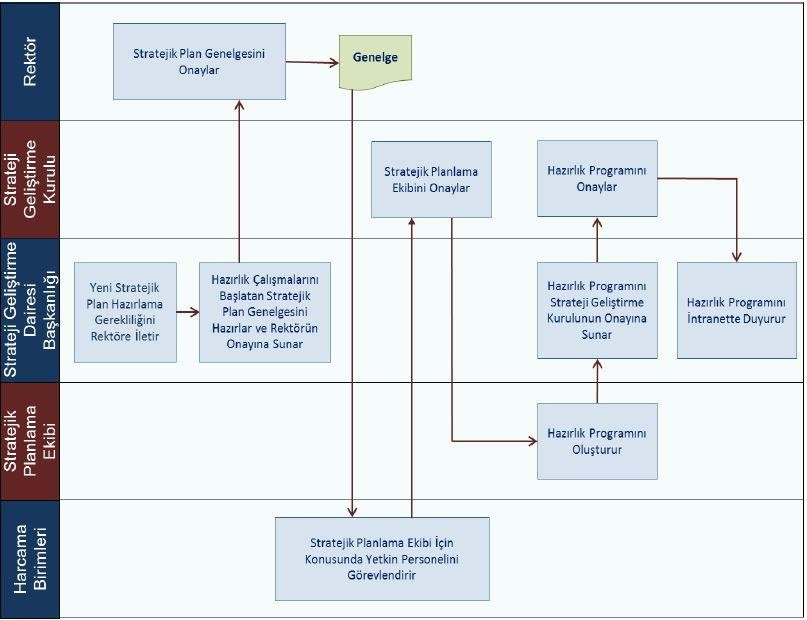 Rektör
Stratejik Plan Genelgesini
Onaylar
Genelge
Strateji
Geliştirme
Kurulu
Stratejik Planlama
Ekibini Onaylar
Hazırlık Programını
Onaylar
Strateji Geliştirme
Dairesi
Başkanlığı
Yeni Stratejik
Plan Hazırlama
Gerekliliğini
Rektöre İletir
Hazırlık Çalışmalarını
Başlatan Stratejik
Plan Genelgesini
Hazırlar ve Rektörün
Onayına Sunar
Hazırlık Programını
Strateji Geliştirme
Kurulunun Onayına
Sunar
Hazırlık Programını
İntranette Duyurur
Stratejik
Planlama
Ekibi
Hazırlık Programını
Oluşturur
Harcama
Birimleri
Stratejik Planlama Ekibi İçin
Konusunda Yetkin Personelini
Görevlendirir